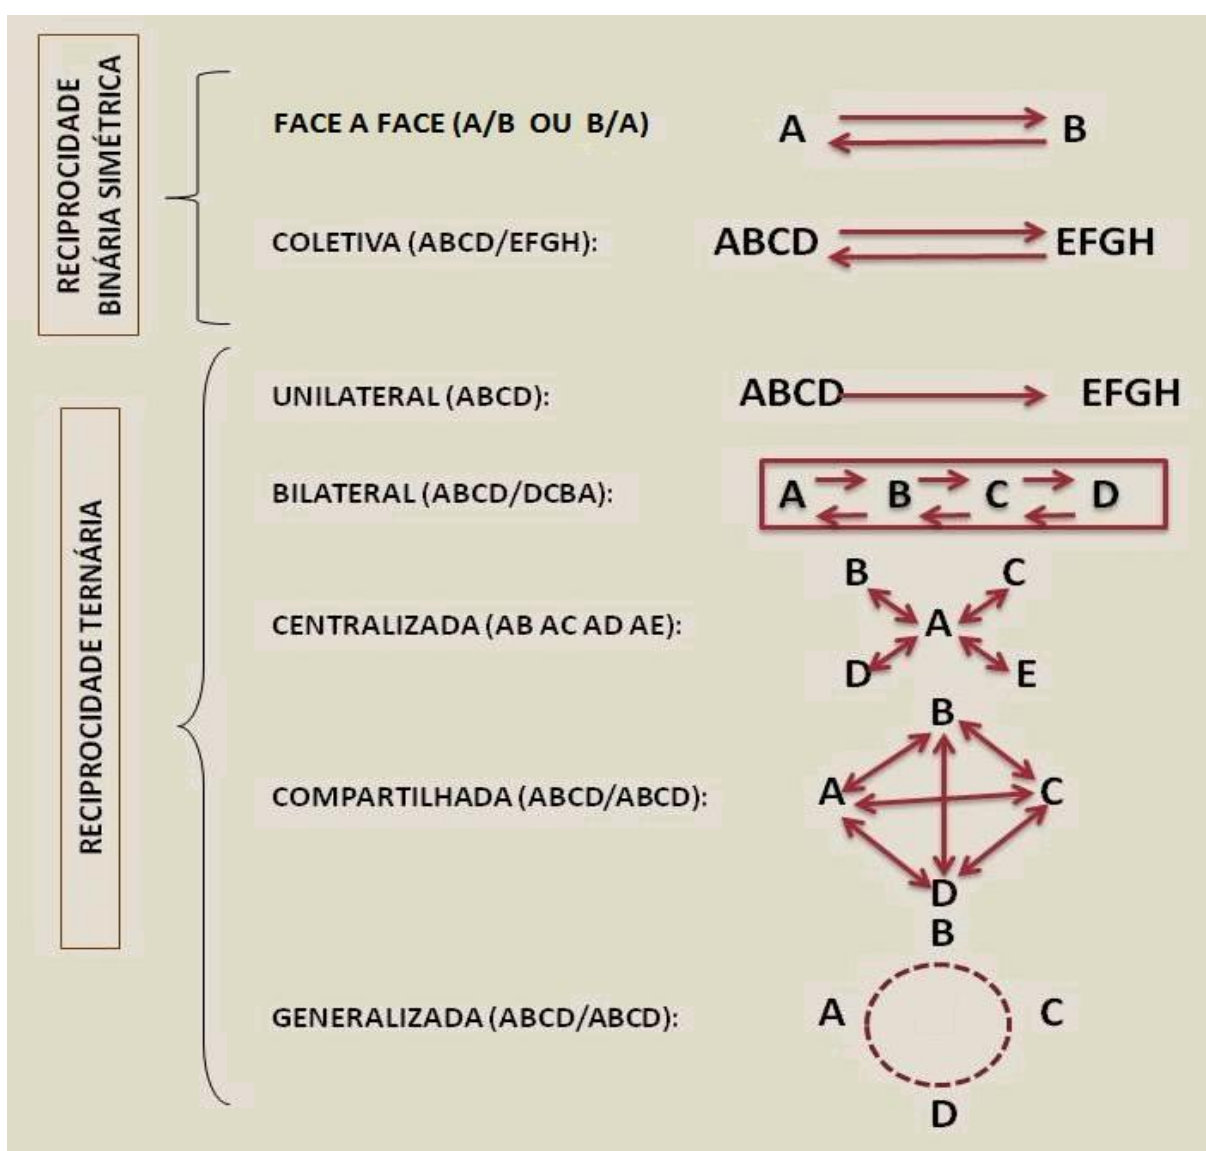 RECIPROCIDADE
BINÁRIA SIMÉTRICA
FACE A FACE (A/B OU B/A)
A
B
COLETIVA (ABCD/EFGH):
ABCD
EFGH
RECIPROCIDADE TERNÁRIA
UNILATERAL (ABCD):
ABCD
EFGH
BILATERAL (ABCD/DCBA):
A B C D
CENTRALIZADA (AB AC AD AE):
B C
A
D E
COMPARTILHADA (ABCD/ABCD):
B
A C
D
GENERALIZADA (ABCD/ABCD):
B
A C
D